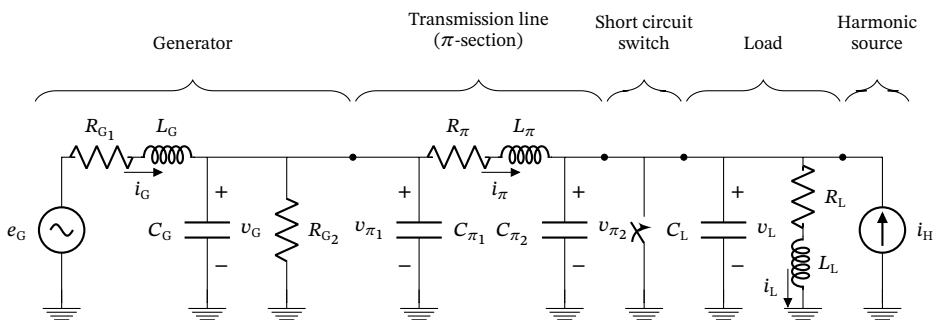 Generator
Transmission line
(π-section)
Short circuit
switch
Load
Harmonic
source
R_G₁
L_G
R_π
L_π
i_G
i_π
e_G
C_G
+
v_G
−
R_G₂
+
v_π₁
−
C_π₁
C_π₂
+
v_π₂
−
C_L
+
v_L
−
R_L
L_L
i_L
i_H